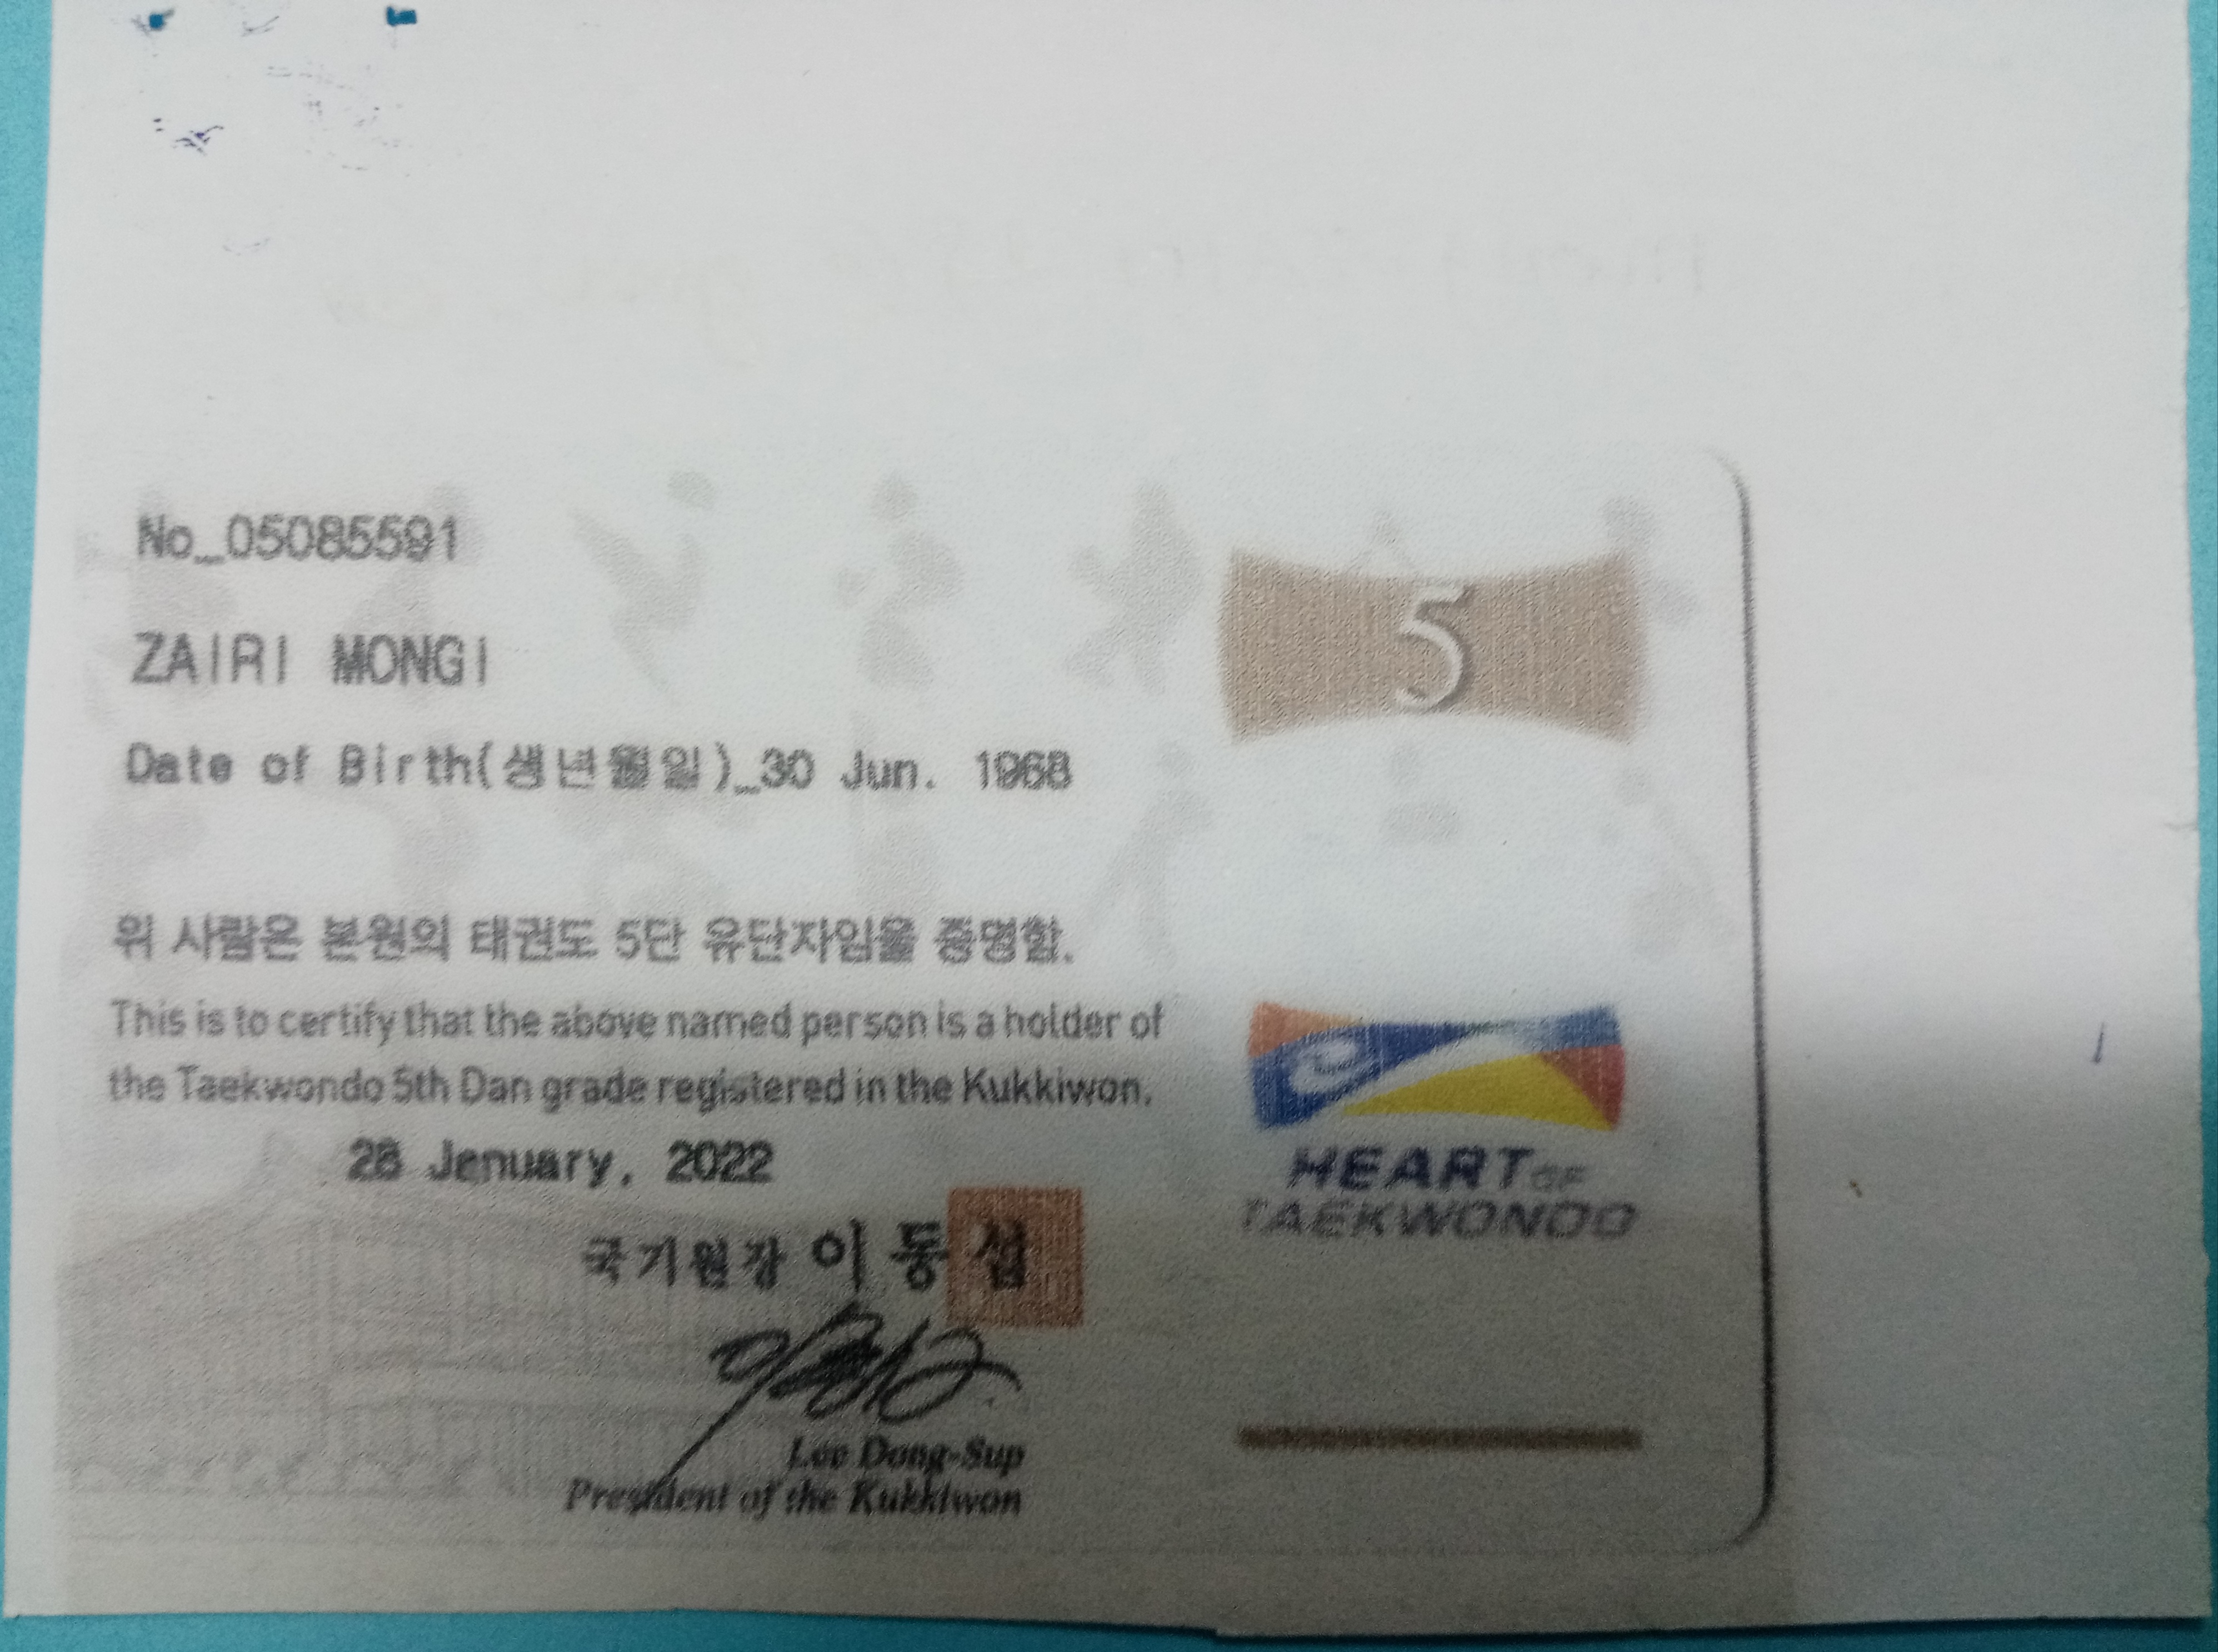 No_05085591
ZAIRI MONGI
Date of Birth(생년월일)_30 Jun. 1968
5
위 사람은 본원의 태권도 5단 유단자임을 증명함.
This is to certify that the above named person is a holder of
the Taekwondo 5th Dan grade registered in the Kukkiwon.
28 Jenuary, 2022
HEART OF
TAEKWONDO
국기원장 이동섭
Lee Dong-Sup
President of the Kukkiwon